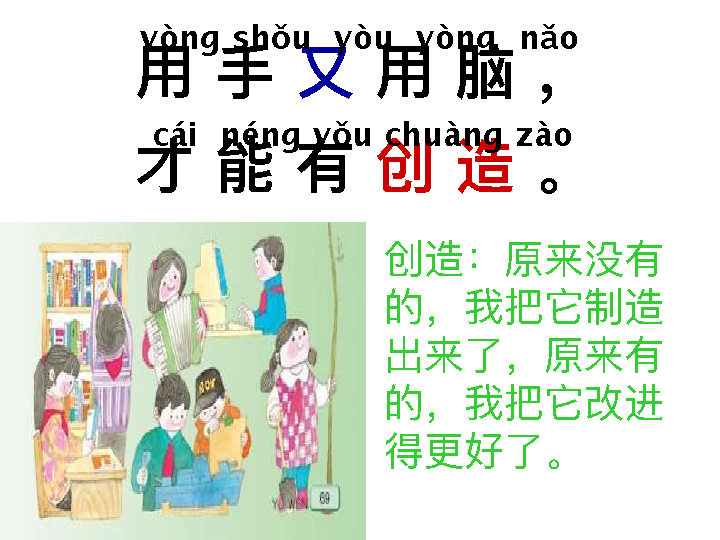 yòng shǒu yòu yòng nǎo
用手又用脑，
cái néng yǒu chuàng zào
才能有创造。
创造：原来没有
的，我把它制造
出来了，原来有
的，我把它改进
得更好了。
YU WEN 69